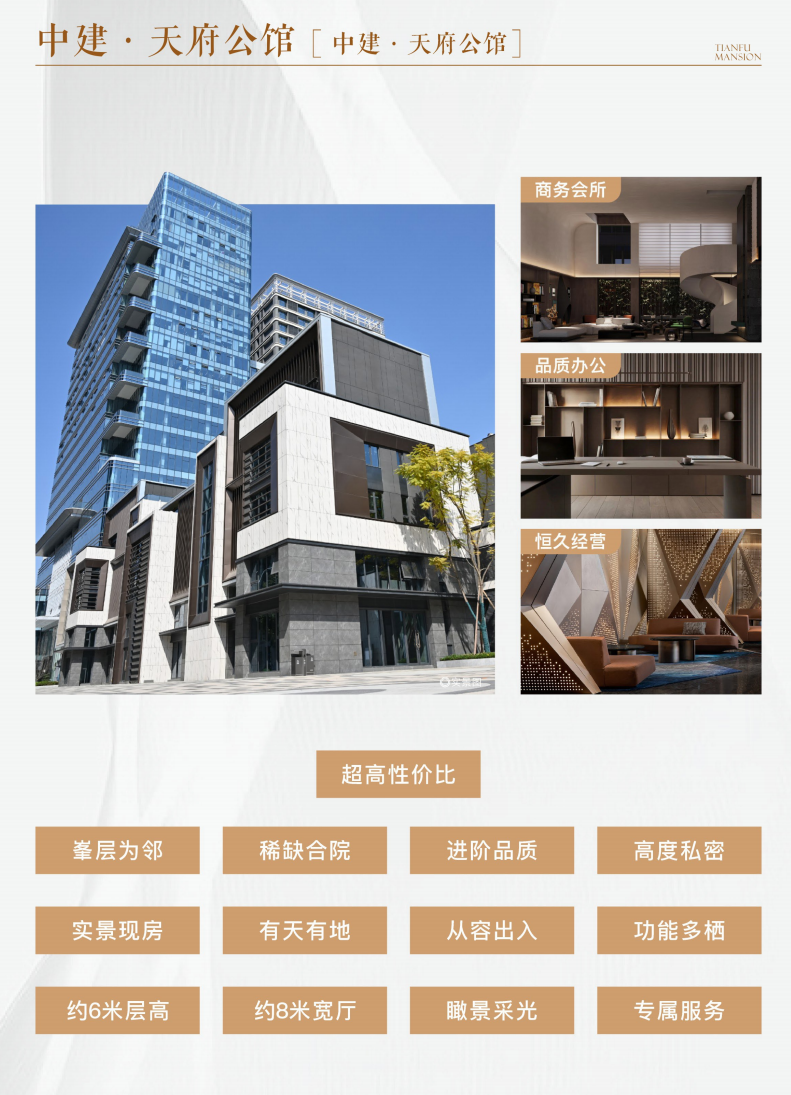 中建·天府公馆 [中建·天府公馆]
TIANFU
MANSION
商务会所
品质办公
恒久经营
实景图
超高性价比
峯层为邻
稀缺合院
进阶品质
高度私密
实景现房
有天有地
从容出入
功能多栖
约6米层高
约8米宽厅
瞰景采光
专属服务